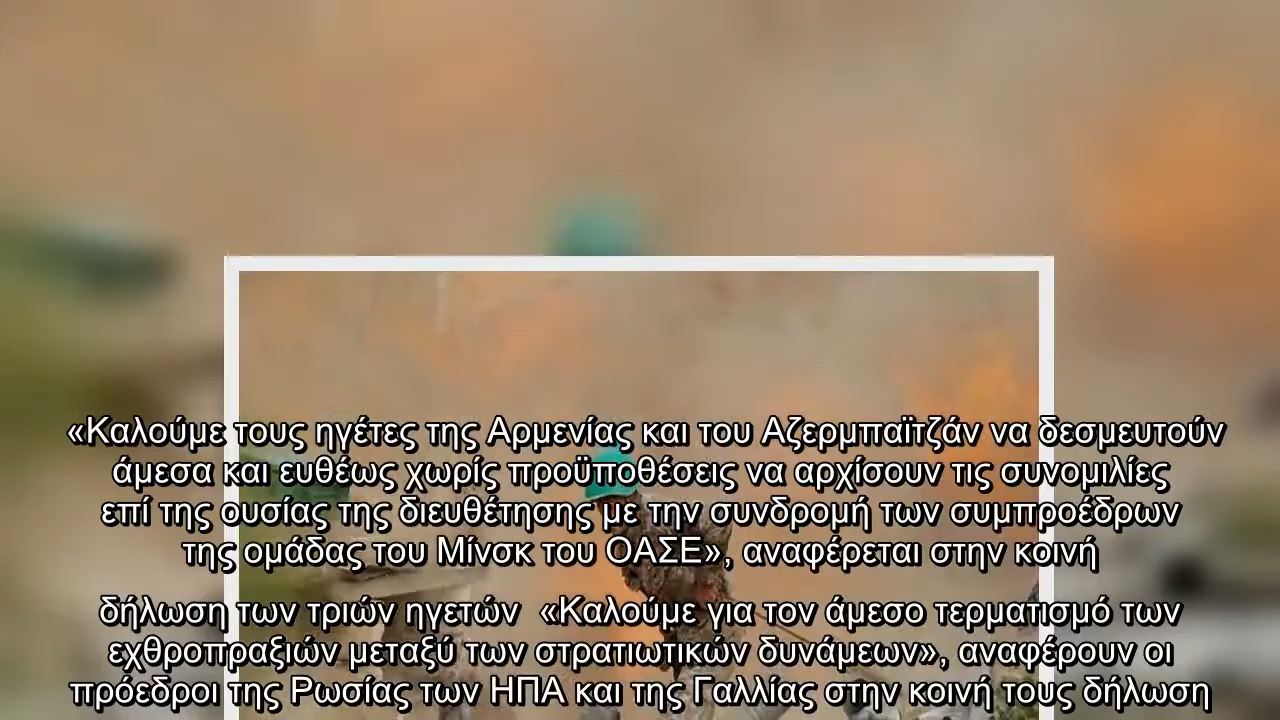 «Καλούμε τους ηγέτες της Αρμενίας και του Αζερμπαϊτζάν να δεσμευτούν
άμεσα και ευθέως χωρίς προϋποθέσεις να αρχίσουν τις συνομιλίες
επί της ουσίας της διευθέτησης με την συνδρομή των συμπροέδρων
της ομάδας του Μίνσκ του ΟΑΣΕ», αναφέρεται στην κοινή
δήλωση των τριών ηγετών «Καλούμε για τον άμεσο τερματισμό των
εχθροπραξιών μεταξύ των στρατιωτικών δυνάμεων», αναφέρουν οι
πρόεδροι της Ρωσίας των ΗΠΑ και της Γαλλίας στην κοινή τους δήλωση